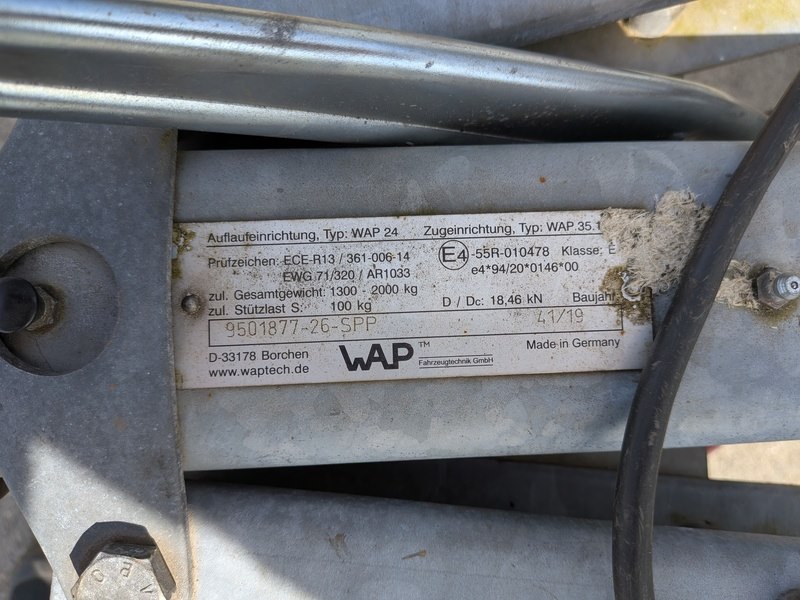 Auflaufeinrichtung, Typ: WAP 24 Zugeinrichtung, Typ: WAP 35.1
Prüfzeichen: ECE-R13 / 361-006-14 E4 -55R-010478 Klasse: E
EWG 71/320 / AR1033 e4*94/20*0146*00
zul. Gesamtgewicht: 1300 - 2000 kg
zul. Stützlast S: 100 kg D / Dc: 18,46 kN Baujahr
9501877-26-SPP 41/19
D-33178 Borchen WAP™ Fahrzeugtechnik GmbH Made in Germany
www.waptech.de